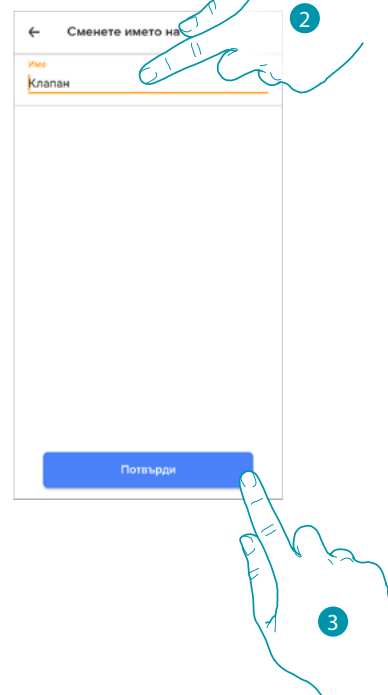 2
Сменете името на
Име
Клапан
Потвърди
3